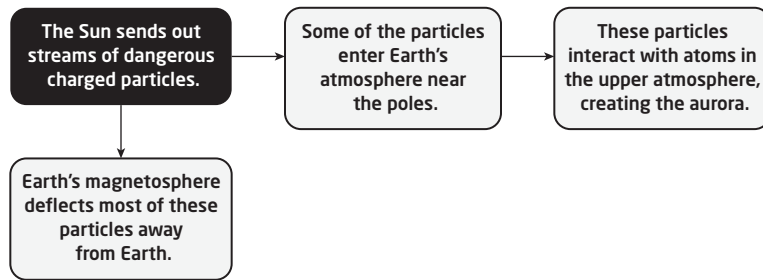 The Sun sends out
streams of dangerous
charged particles.
Some of the particles
enter Earth's
atmosphere near
the poles.
These particles
interact with atoms in
the upper atmosphere,
creating the aurora.
Earth's magnetosphere
deflects most of these
particles away
from Earth.